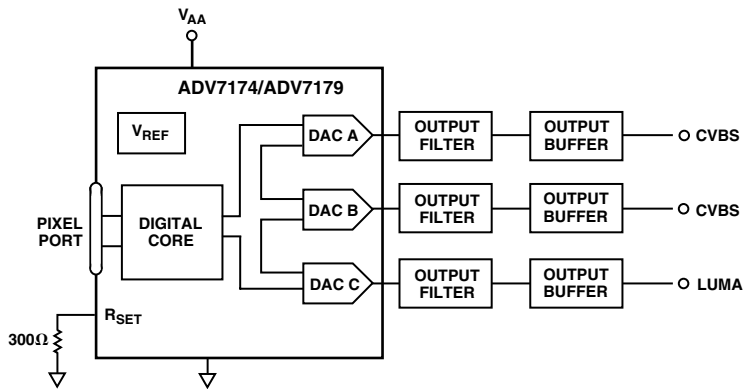 V_AA
ADV7174/ADV7179
V_REF
DAC A
OUTPUT
FILTER
OUTPUT
BUFFER
CVBS
PIXEL
PORT
DIGITAL
CORE
DAC B
OUTPUT
FILTER
OUTPUT
BUFFER
CVBS
DAC C
OUTPUT
FILTER
OUTPUT
BUFFER
LUMA
R_SET
300Ω